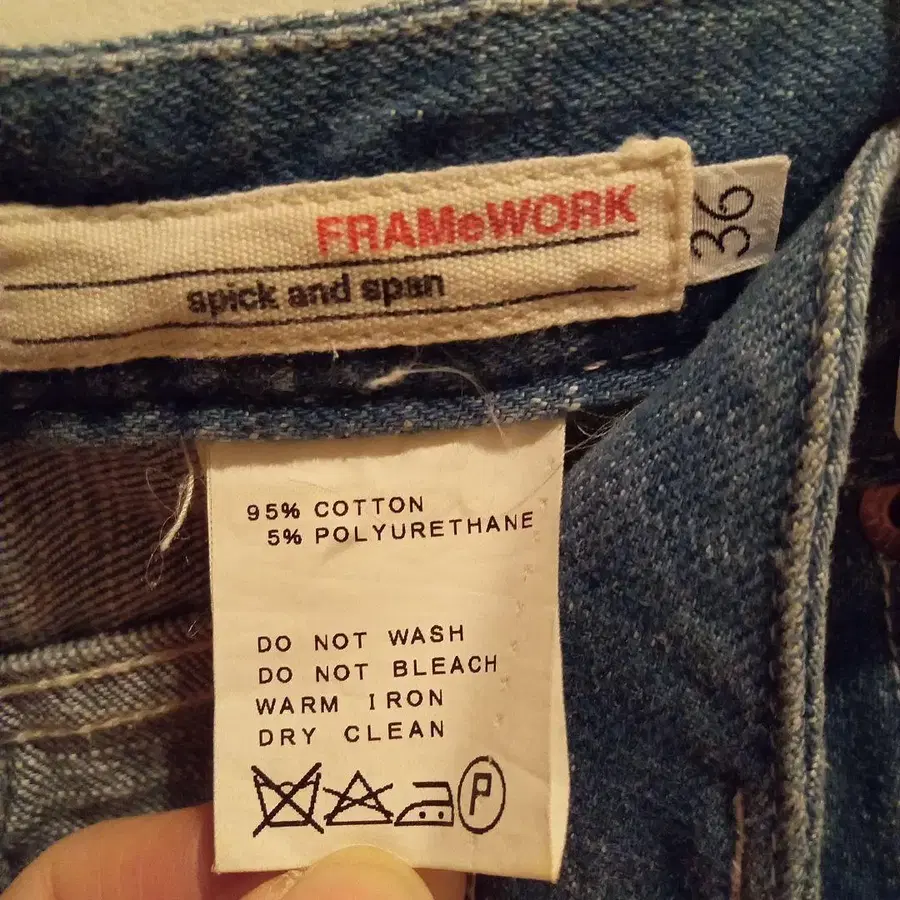 FRAMeWORK
spick and span
36
95% COTTON
5% POLYURETHANE
DO NOT WASH
DO NOT BLEACH
WARM IRON
DRY CLEAN
P